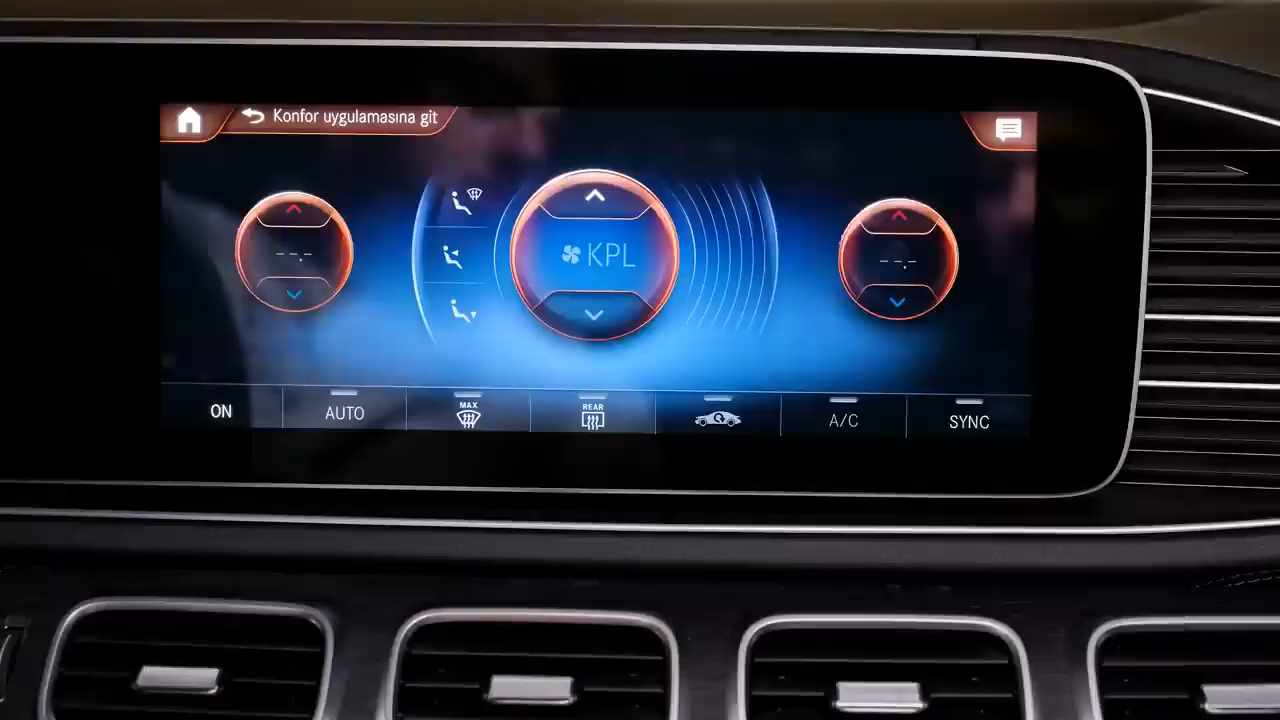 Konfor uygulamasına git
--.-
KPL
--.-
ON
AUTO
MAX
REAR
A/C
SYNC